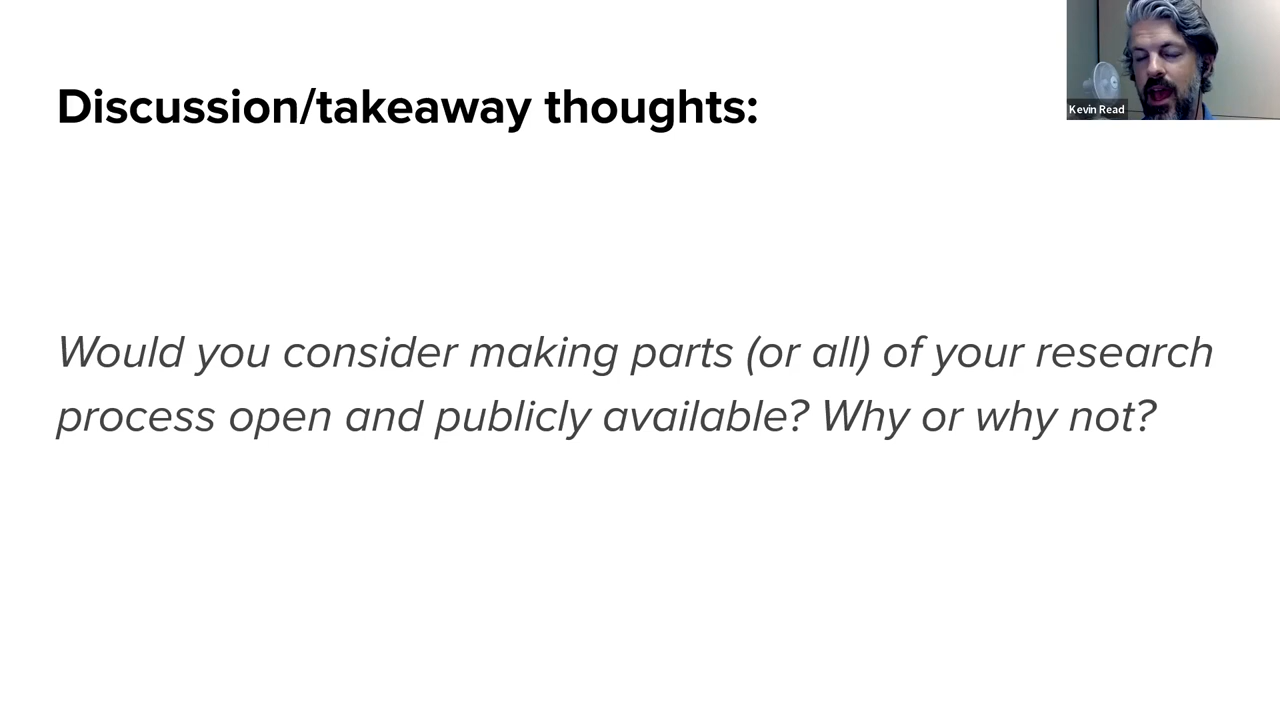 Discussion/takeaway thoughts:
Kevin Read
Would you consider making parts (or all) of your research
process open and publicly available? Why or why not?